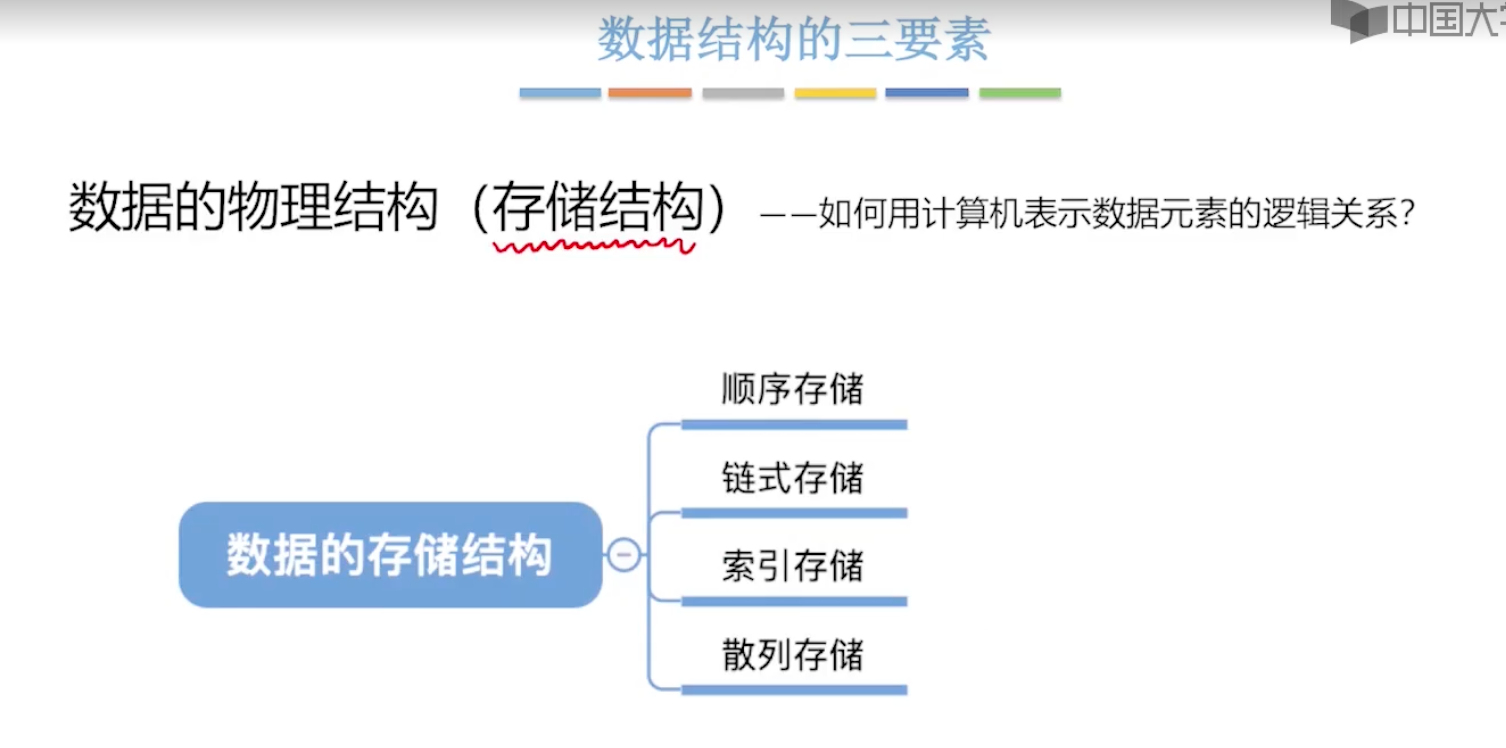 中国大
数据结构的三要素
数据的物理结构（存储结构） ——如何用计算机表示数据元素的逻辑关系？
顺序存储
链式存储
数据的存储结构
索引存储
散列存储